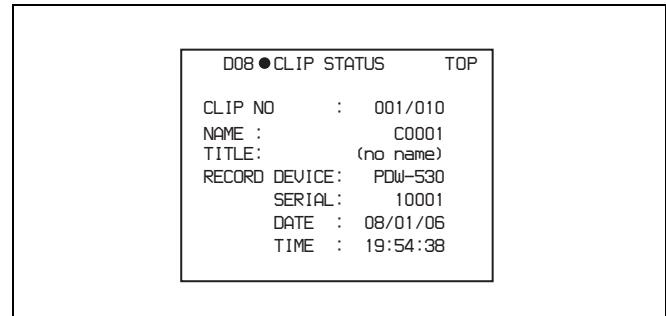 D08●CLIP STATUS TOP
CLIP NO : 001/010
NAME : C0001
TITLE: (no name)
RECORD DEVICE: PDW-530
SERIAL: 10001
DATE : 08/01/06
TIME : 19:54:38